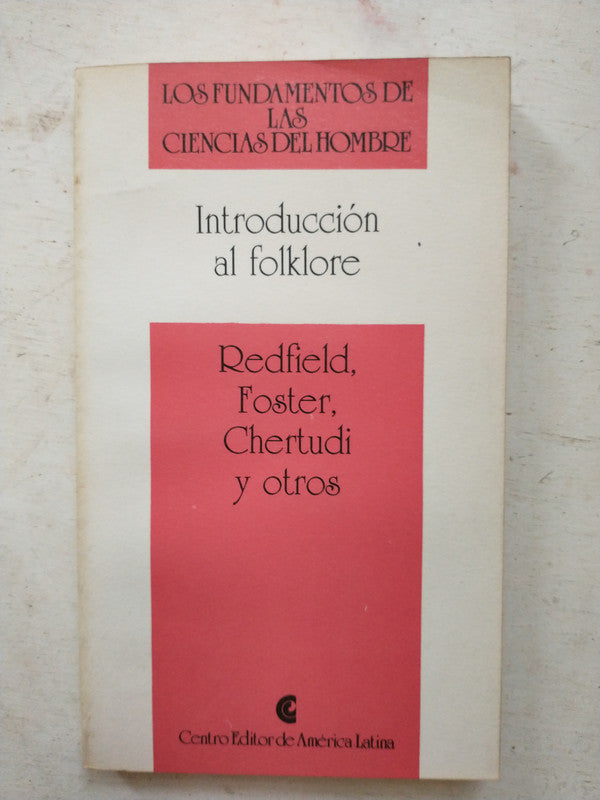 LOS FUNDAMENTOS DE
LAS
CIENCIAS DEL HOMBRE
Introducción
al folklore
Redfield,
Foster,
Chertudi
y otros
Centro Editor de América Latina